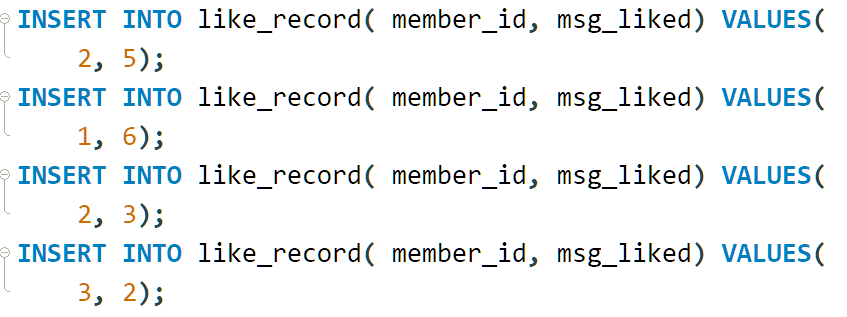 INSERT INTO like_record( member_id, msg_liked) VALUES(
2, 5);
INSERT INTO like_record( member_id, msg_liked) VALUES(
1, 6);
INSERT INTO like_record( member_id, msg_liked) VALUES(
2, 3);
INSERT INTO like_record( member_id, msg_liked) VALUES(
3, 2);